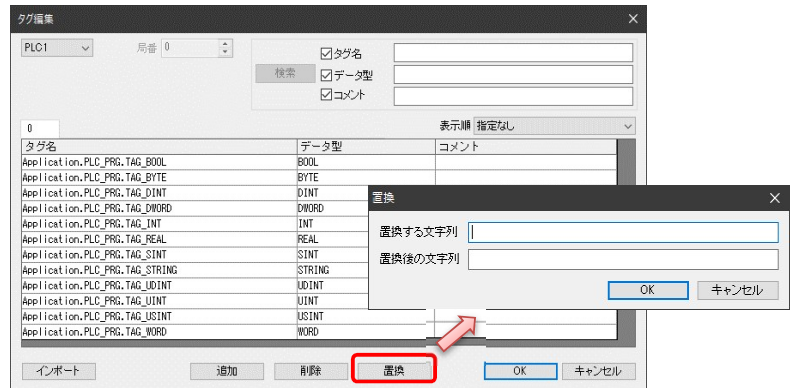 タグ編集
PLC1 局番 0
検索
タグ名
データ型
コメント
0
表示順 指定なし
タグ名 データ型 コメント
Application.PLC_PRG.TAG_BOOL BOOL
Application.PLC_PRG.TAG_BYTE BYTE
Application.PLC_PRG.TAG_DINT DINT
Application.PLC_PRG.TAG_DWORD DWORD
Application.PLC_PRG.TAG_INT INT
Application.PLC_PRG.TAG_REAL REAL
Application.PLC_PRG.TAG_SINT SINT
Application.PLC_PRG.TAG_STRING STRING
Application.PLC_PRG.TAG_UDINT UDINT
Application.PLC_PRG.TAG_UINT UINT
Application.PLC_PRG.TAG_USINT USINT
Application.PLC_PRG.TAG_WORD WORD
インポート 追加 削除 置換 OK キャンセル
置換
置換する文字列
置換後の文字列
OK キャンセル